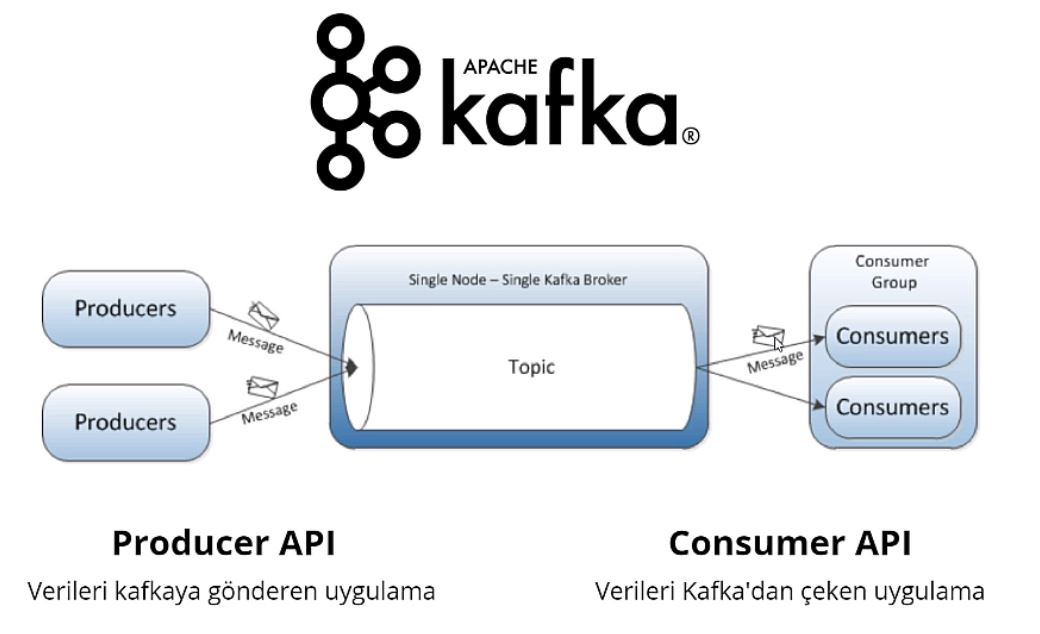 APACHE
kafka®
Single Node – Single Kafka Broker
Consumer
Group
Producers
Message
Topic
Message
Consumers
Producers
Message
Consumers
Producer API
Consumer API
Verileri kafkaya gönderen uygulama
Verileri Kafka'dan çeken uygulama